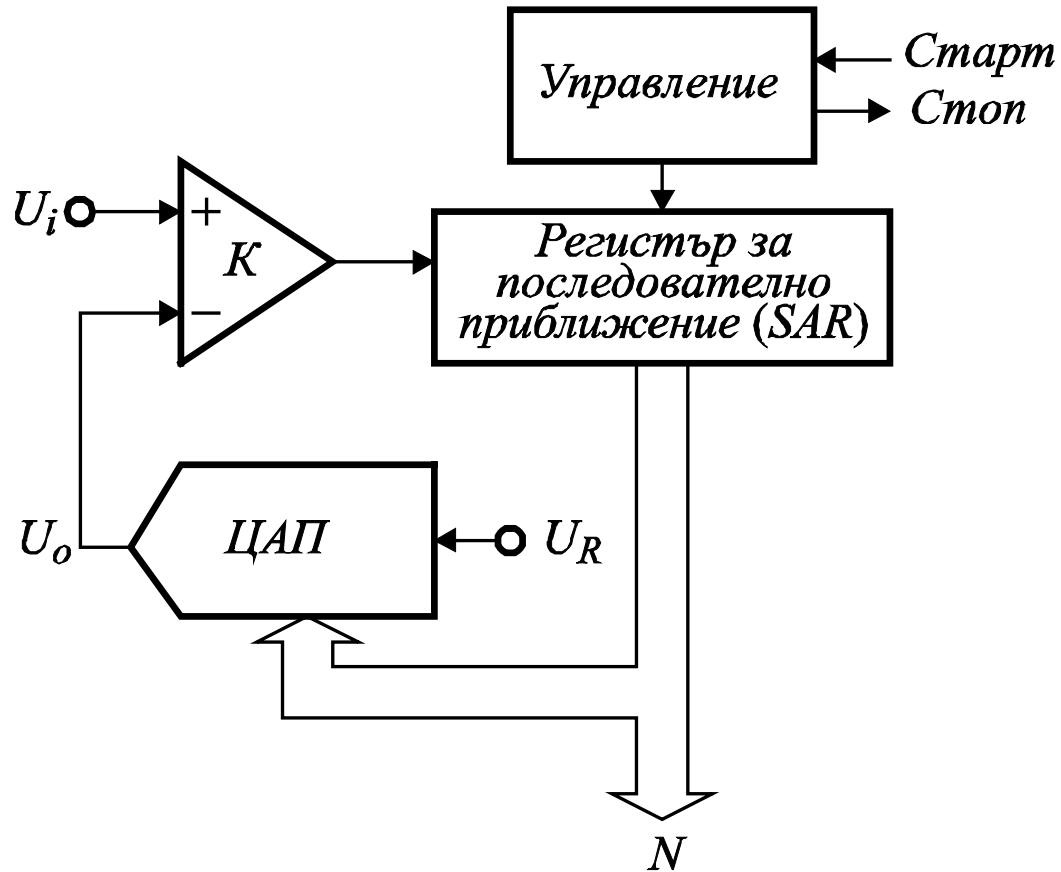 Управление
Старт
Стоп
Ui
+
К
−
Регистър за
последователно
приближение (SAR)
Uo
ЦАП
UR
N